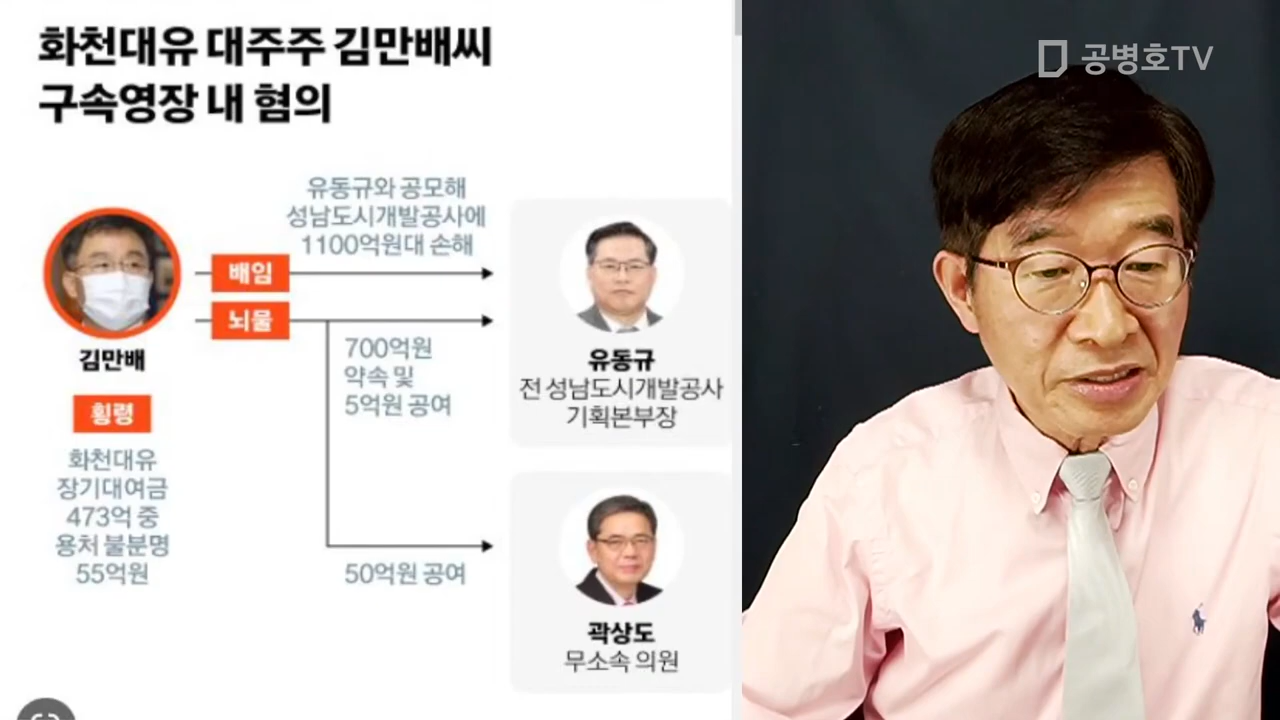 화천대유 대주주 김만배씨
구속영장 내 혐의
공병호TV
유동규와 공모해
성남도시개발공사에
1100억원대 손해
배임
뇌물
700억원
약속 및
5억원 공여
50억원 공여
김만배
횡령
화천대유
장기대여금
473억 중
용처 불분명
55억원
유동규
전 성남도시개발공사
기획본부장
곽상도
무소속 의원